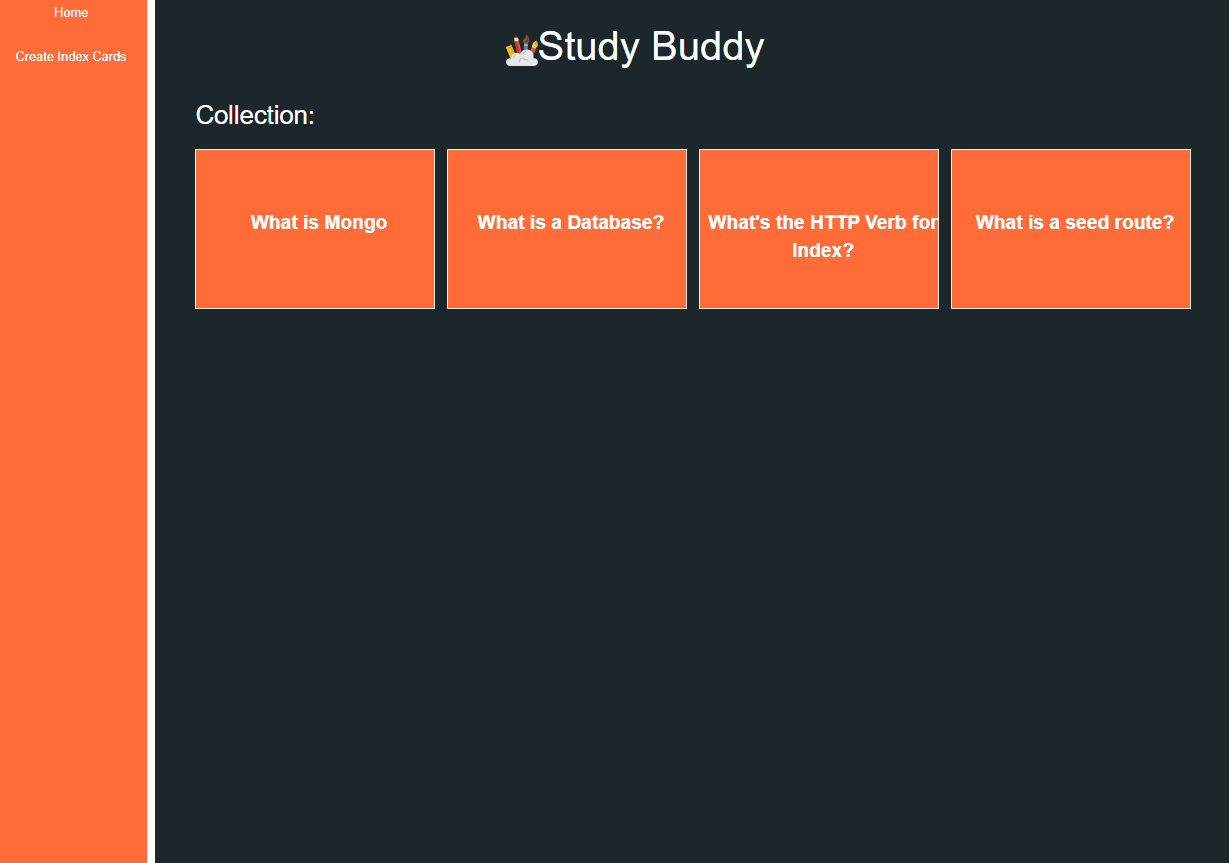 Home
Create Index Cards
Study Buddy
Collection:
What is Mongo
What is a Database?
What's the HTTP Verb for
Index?
What is a seed route?